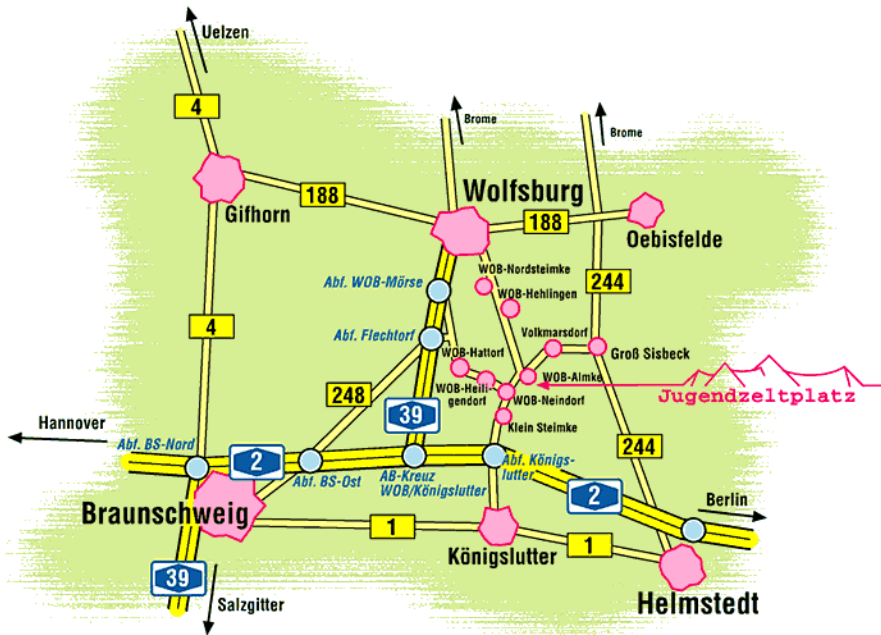 Uelzen
4
Brome
Brome
Gifhorn
188
Wolfsburg
188
Oebisfelde
WOB-Nordsteimke
Abf. WOB-Mörse
WOB-Hehlingen
244
4
Abf. Flechtorf
Volkmarsdorf
Groß Sisbeck
WOB-Hattorf
WOB-Almke
WOB-Heili-
gendorf
WOB-Neindorf
Jugendzeltplatz
248
39
Klein Steimke
Hannover
Abf. BS-Nord
2
244
Abf. BS-Ost
AB-Kreuz
WOB/Königslutter
Abf. Königs-
lutter
2
Berlin
Braunschweig
1
Königslutter
1
39
Salzgitter
Helmstedt